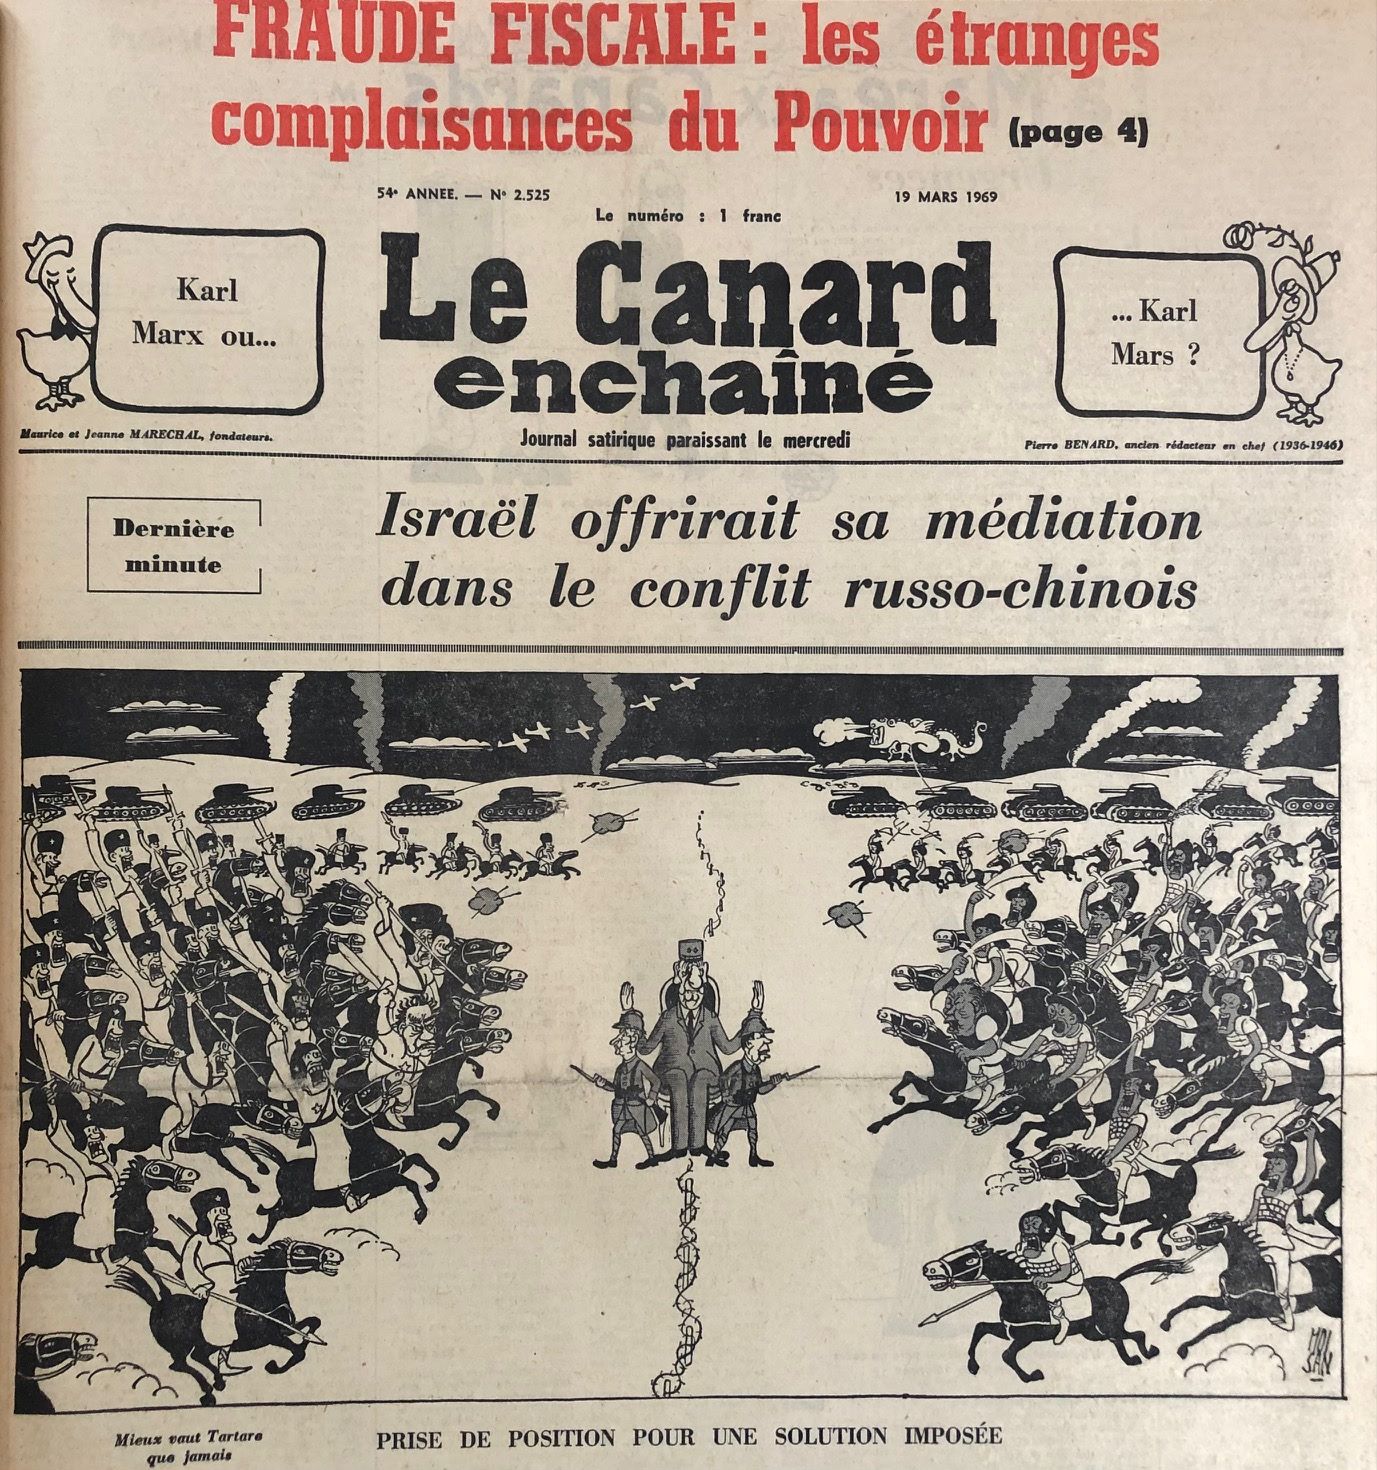 FRAUDE FISCALE : les étranges
complaisances du Pouvoir (page 4)
54e ANNEE. — No 2.525
19 MARS 1969
Le numéro : 1 franc
Karl
Marx ou...
Le Canard
enchaîné
... Karl
Mars ?
Maurice et Jeanne MARECHAL, fondateurs.
Journal satirique paraissant le mercredi
Pierre BENARD, ancien rédacteur en chef (1936-1946)
Dernière
minute
Israël offrirait sa médiation
dans le conflit russo-chinois
MOI
SAN
Mieux vaut Tartare
que jamais
PRISE DE POSITION POUR UNE SOLUTION IMPOSÉE